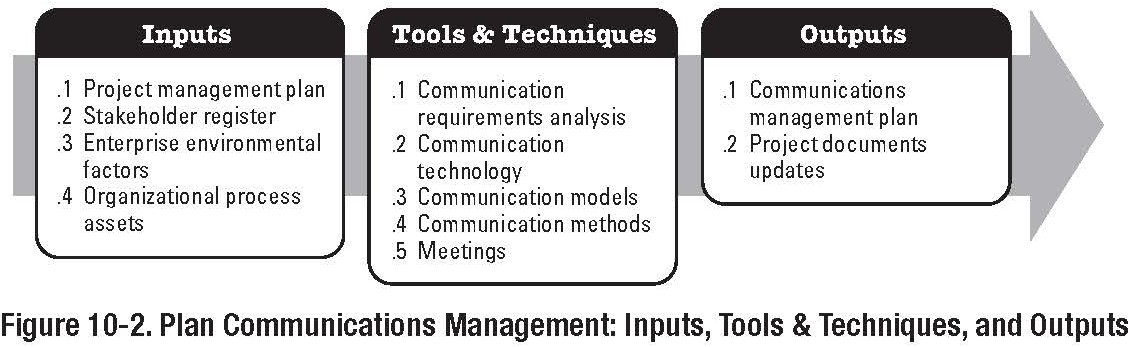 Inputs
.1 Project management plan
.2 Stakeholder register
.3 Enterprise environmental
factors
.4 Organizational process
assets
Tools & Techniques
.1 Communication
requirements analysis
.2 Communication
technology
.3 Communication models
.4 Communication methods
.5 Meetings
Outputs
.1 Communications
management plan
.2 Project documents
updates
Figure 10-2. Plan Communications Management: Inputs, Tools & Techniques, and Outputs